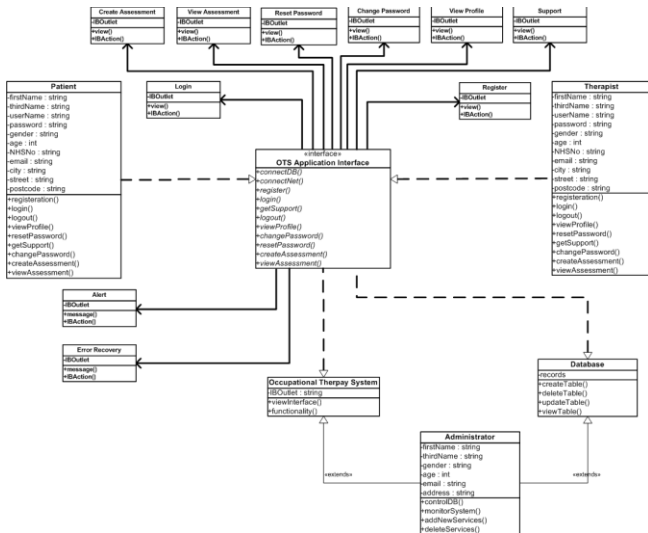 Create Assessment
-IBOutlet
+view()
+IBAction()
View Assessment
-IBOutlet
+view()
+IBAction()
Reset Password
-IBOutlet
+view()
+IBAction()
Change Password
-IBOutlet
+view()
+IBAction()
View Profile
-IBOutlet
+view()
+IBAction()
Support
-IBOutlet
+view()
+IBAction()
Patient
-firstName : string
-thirdName : string
-userName : string
-password : string
-gender : string
-age : int
-NHSNo : string
-email : string
-city : string
-street : string
-postcode : string
+registeration()
+login()
+logout()
+viewProfile()
+resetPassword()
+getSupport()
+changePassword()
+createAssessment()
+viewAssessment()
Login
-IBOutlet
+view()
+IBAction()
Register
-IBOutlet
+view()
+IBAction()
Therapist
-firstName : string
-thirdName : string
-userName : string
-password : string
-gender : string
-age : int
-NHSNo : string
-email : string
-city : string
-street : string
-postcode : string
+registeration()
+login()
+logout()
+viewProfile()
+resetPassword()
+getSupport()
+changePassword()
+createAssessment()
+viewAssessment()
«interface»
OTS Application Interface
+connectDB()
+connectNet()
+register()
+login()
+getSupport()
+logout()
+viewProfile()
+changePassword()
+resetPassword()
+createAssessment()
+viewAssessment()
Alert
-IBOutlet
+message()
+IBAction()
Error Recovery
-IBOutlet
+message()
+IBAction()
Occupational Therpay System
-IBOutlet : string
+viewInterface()
+functionality()
Database
-records
+createTable()
+deleteTable()
+updateTable()
+viewTable()
Administrator
-firstName : string
-thirdName : string
-gender : string
-age : int
-email : string
-address : string
+controlDB()
+monitorSystem()
+addNewServices()
+deleteServices()
«extends»
«extends»